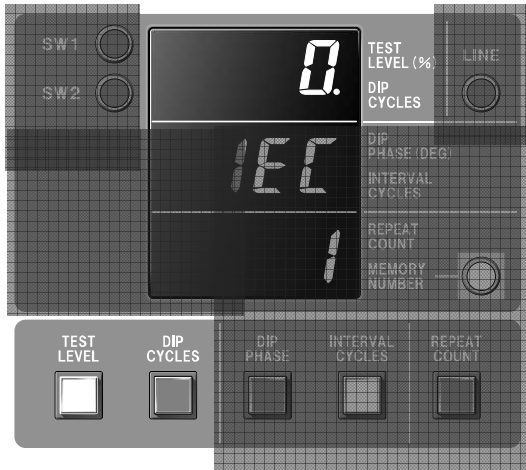 SW1
SW2
0.
TEST
LEVEL (%)
DIP
CYCLES
LINE
IEC
DIP
PHASE (DEG)
INTERVAL
CYCLES
1
REPEAT
COUNT
MEMORY
NUMBER
TEST
LEVEL
DIP
CYCLES
DIP
PHASE
INTERVAL
CYCLES
REPEAT
COUNT